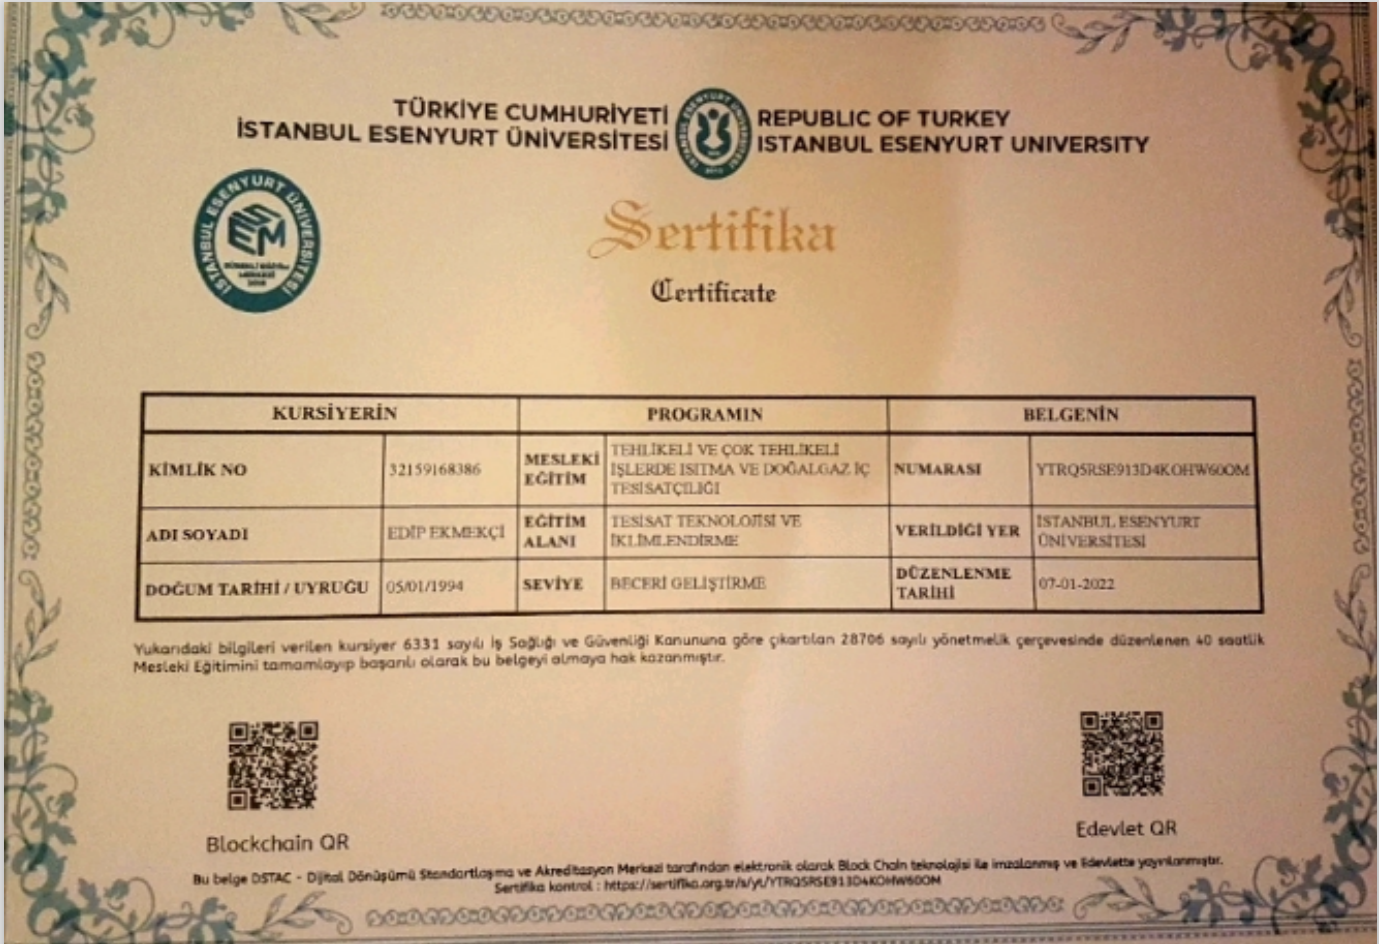 TÜRKİYE CUMHURİYETİ
İSTANBUL ESENYURT ÜNİVERSİTESİ
REPUBLIC OF TURKEY
ISTANBUL ESENYURT UNIVERSITY
İSTANBUL ESENYURT ÜNİVERSİTESİ
Sertifika
Certificate
KURSİYERİN
PROGRAMIN
BELGENİN
KİMLİK NO
32159168386
MESLEKİ
EĞİTİM
TEHLİKELİ VE ÇOK TEHLİKELİ
İŞLERDE ISITMA VE DOĞALGAZ İÇ
TESİSATÇILIĞI
NUMARASI
YTRQ5RSE913D4KOHW60OM
ADI SOYADI
EDİP EKMEKÇİ
EĞİTİM
ALANI
TESİSAT TEKNOLOJİSİ VE
İKLİMLENDİRME
VERİLDİĞİ YER
İSTANBUL ESENYURT
ÜNİVERSİTESİ
DOĞUM TARİHİ / UYRUĞU
05/01/1994
SEVİYE
BECERİ GELİŞTİRME
DÜZENLENME
TARİHİ
07-01-2022
Yukarıdaki bilgileri verilen kursiyer 6331 sayılı İş Sağlığı ve Güvenliği Kanununa göre çıkartılan 28706 sayılı yönetmelik çerçevesinde düzenlenen 40 saatlik
Mesleki Eğitimini tamamlayıp başarılı olarak bu belgeyi almaya hak kazanmıştır.
Blockchain QR
Edevlet QR
Bu belge DSTAC - Dijital Dönüşümü Standartlaşma ve Akreditasyon Merkezi tarafından elektronik olarak Block Chain teknolojisi ile imzalanmış ve Edevlette yayınlanmıştır.
Sertifika kontrol : https://sertifika.org.tr/s/yt/YTRQ5RSE913D4KOHW60OM